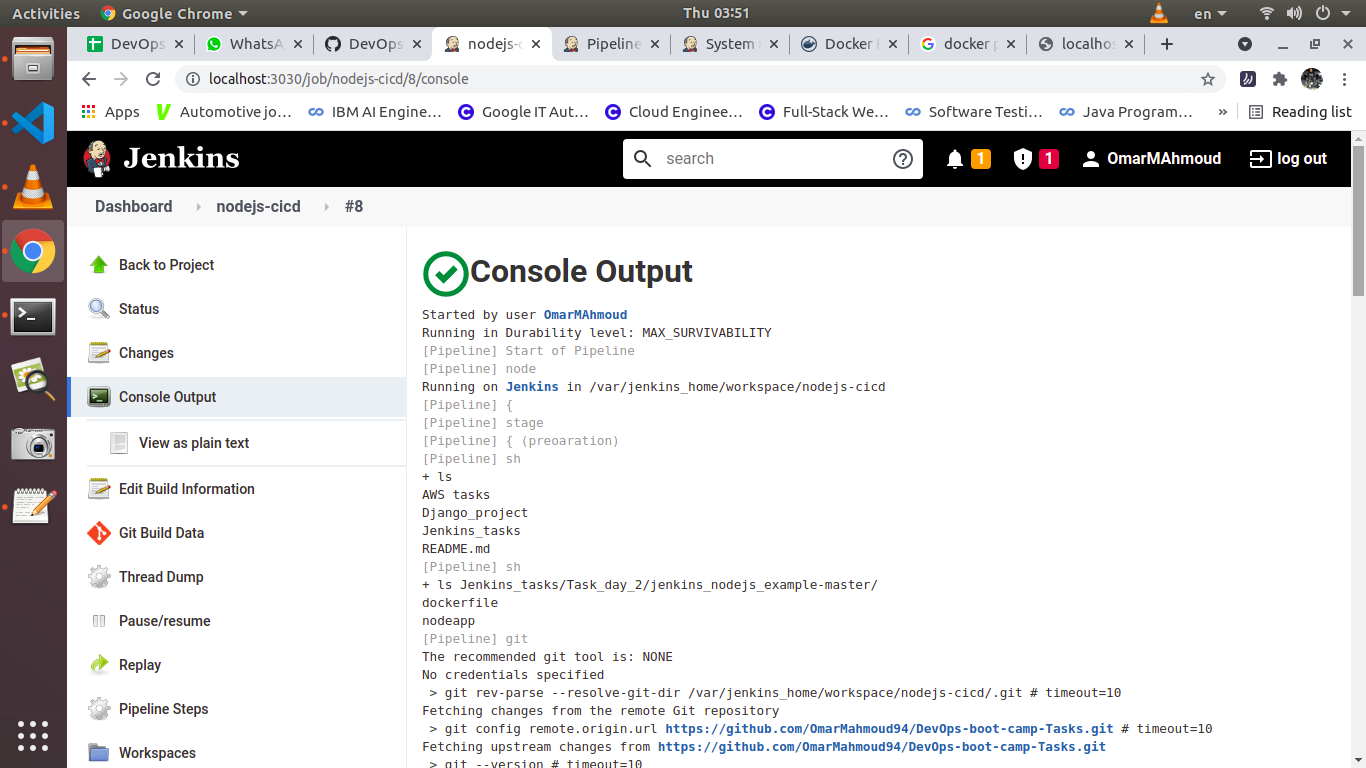 Activities Google Chrome Thu 03:51 en
DevOps WhatsA DevOps nodejs-c Pipeline System Docker docker p localhos
localhost:3030/job/nodejs-cicd/8/console
Apps Automotive jo… IBM AI Engine… Google IT Aut… Cloud Enginee… Full-Stack We… Software Testi… Java Program… » Reading list
Jenkins search 1 1 OmarMAhmoud log out
Dashboard nodejs-cicd #8
Back to Project
Status
Changes
Console Output
View as plain text
Edit Build Information
Git Build Data
Thread Dump
Pause/resume
Replay
Pipeline Steps
Workspaces
Console Output
Started by user OmarMAhmoud
Running in Durability level: MAX_SURVIVABILITY
[Pipeline] Start of Pipeline
[Pipeline] node
Running on Jenkins in /var/jenkins_home/workspace/nodejs-cicd
[Pipeline] {
[Pipeline] stage
[Pipeline] { (preoaration)
[Pipeline] sh
+ ls
AWS tasks
Django_project
Jenkins_tasks
README.md
[Pipeline] sh
+ ls Jenkins_tasks/Task_day_2/jenkins_nodejs_example-master/
dockerfile
nodeapp
[Pipeline] git
The recommended git tool is: NONE
No credentials specified
> git rev-parse --resolve-git-dir /var/jenkins_home/workspace/nodejs-cicd/.git # timeout=10
Fetching changes from the remote Git repository
> git config remote.origin.url https://github.com/OmarMahmoud94/DevOps-boot-camp-Tasks.git # timeout=10
Fetching upstream changes from https://github.com/OmarMahmoud94/DevOps-boot-camp-Tasks.git
> git --version # timeout=10